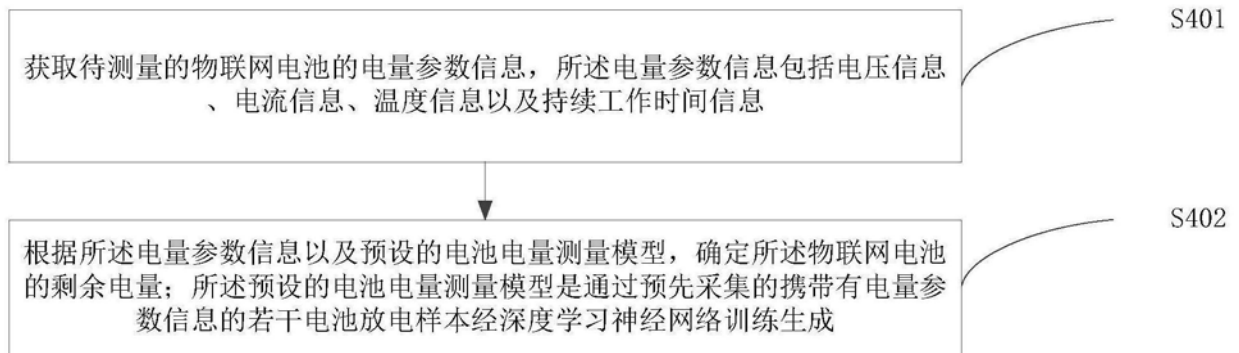 S401
获取待测量的物联网电池的电量参数信息，所述电量参数信息包括电压信息
、电流信息、温度信息以及持续工作时间信息
S402
根据所述电量参数信息以及预设的电池电量测量模型，确定所述物联网电池
的剩余电量；所述预设的电池电量测量模型是通过预先采集的携带有电量参
数信息的若干电池放电样本经深度学习神经网络训练生成